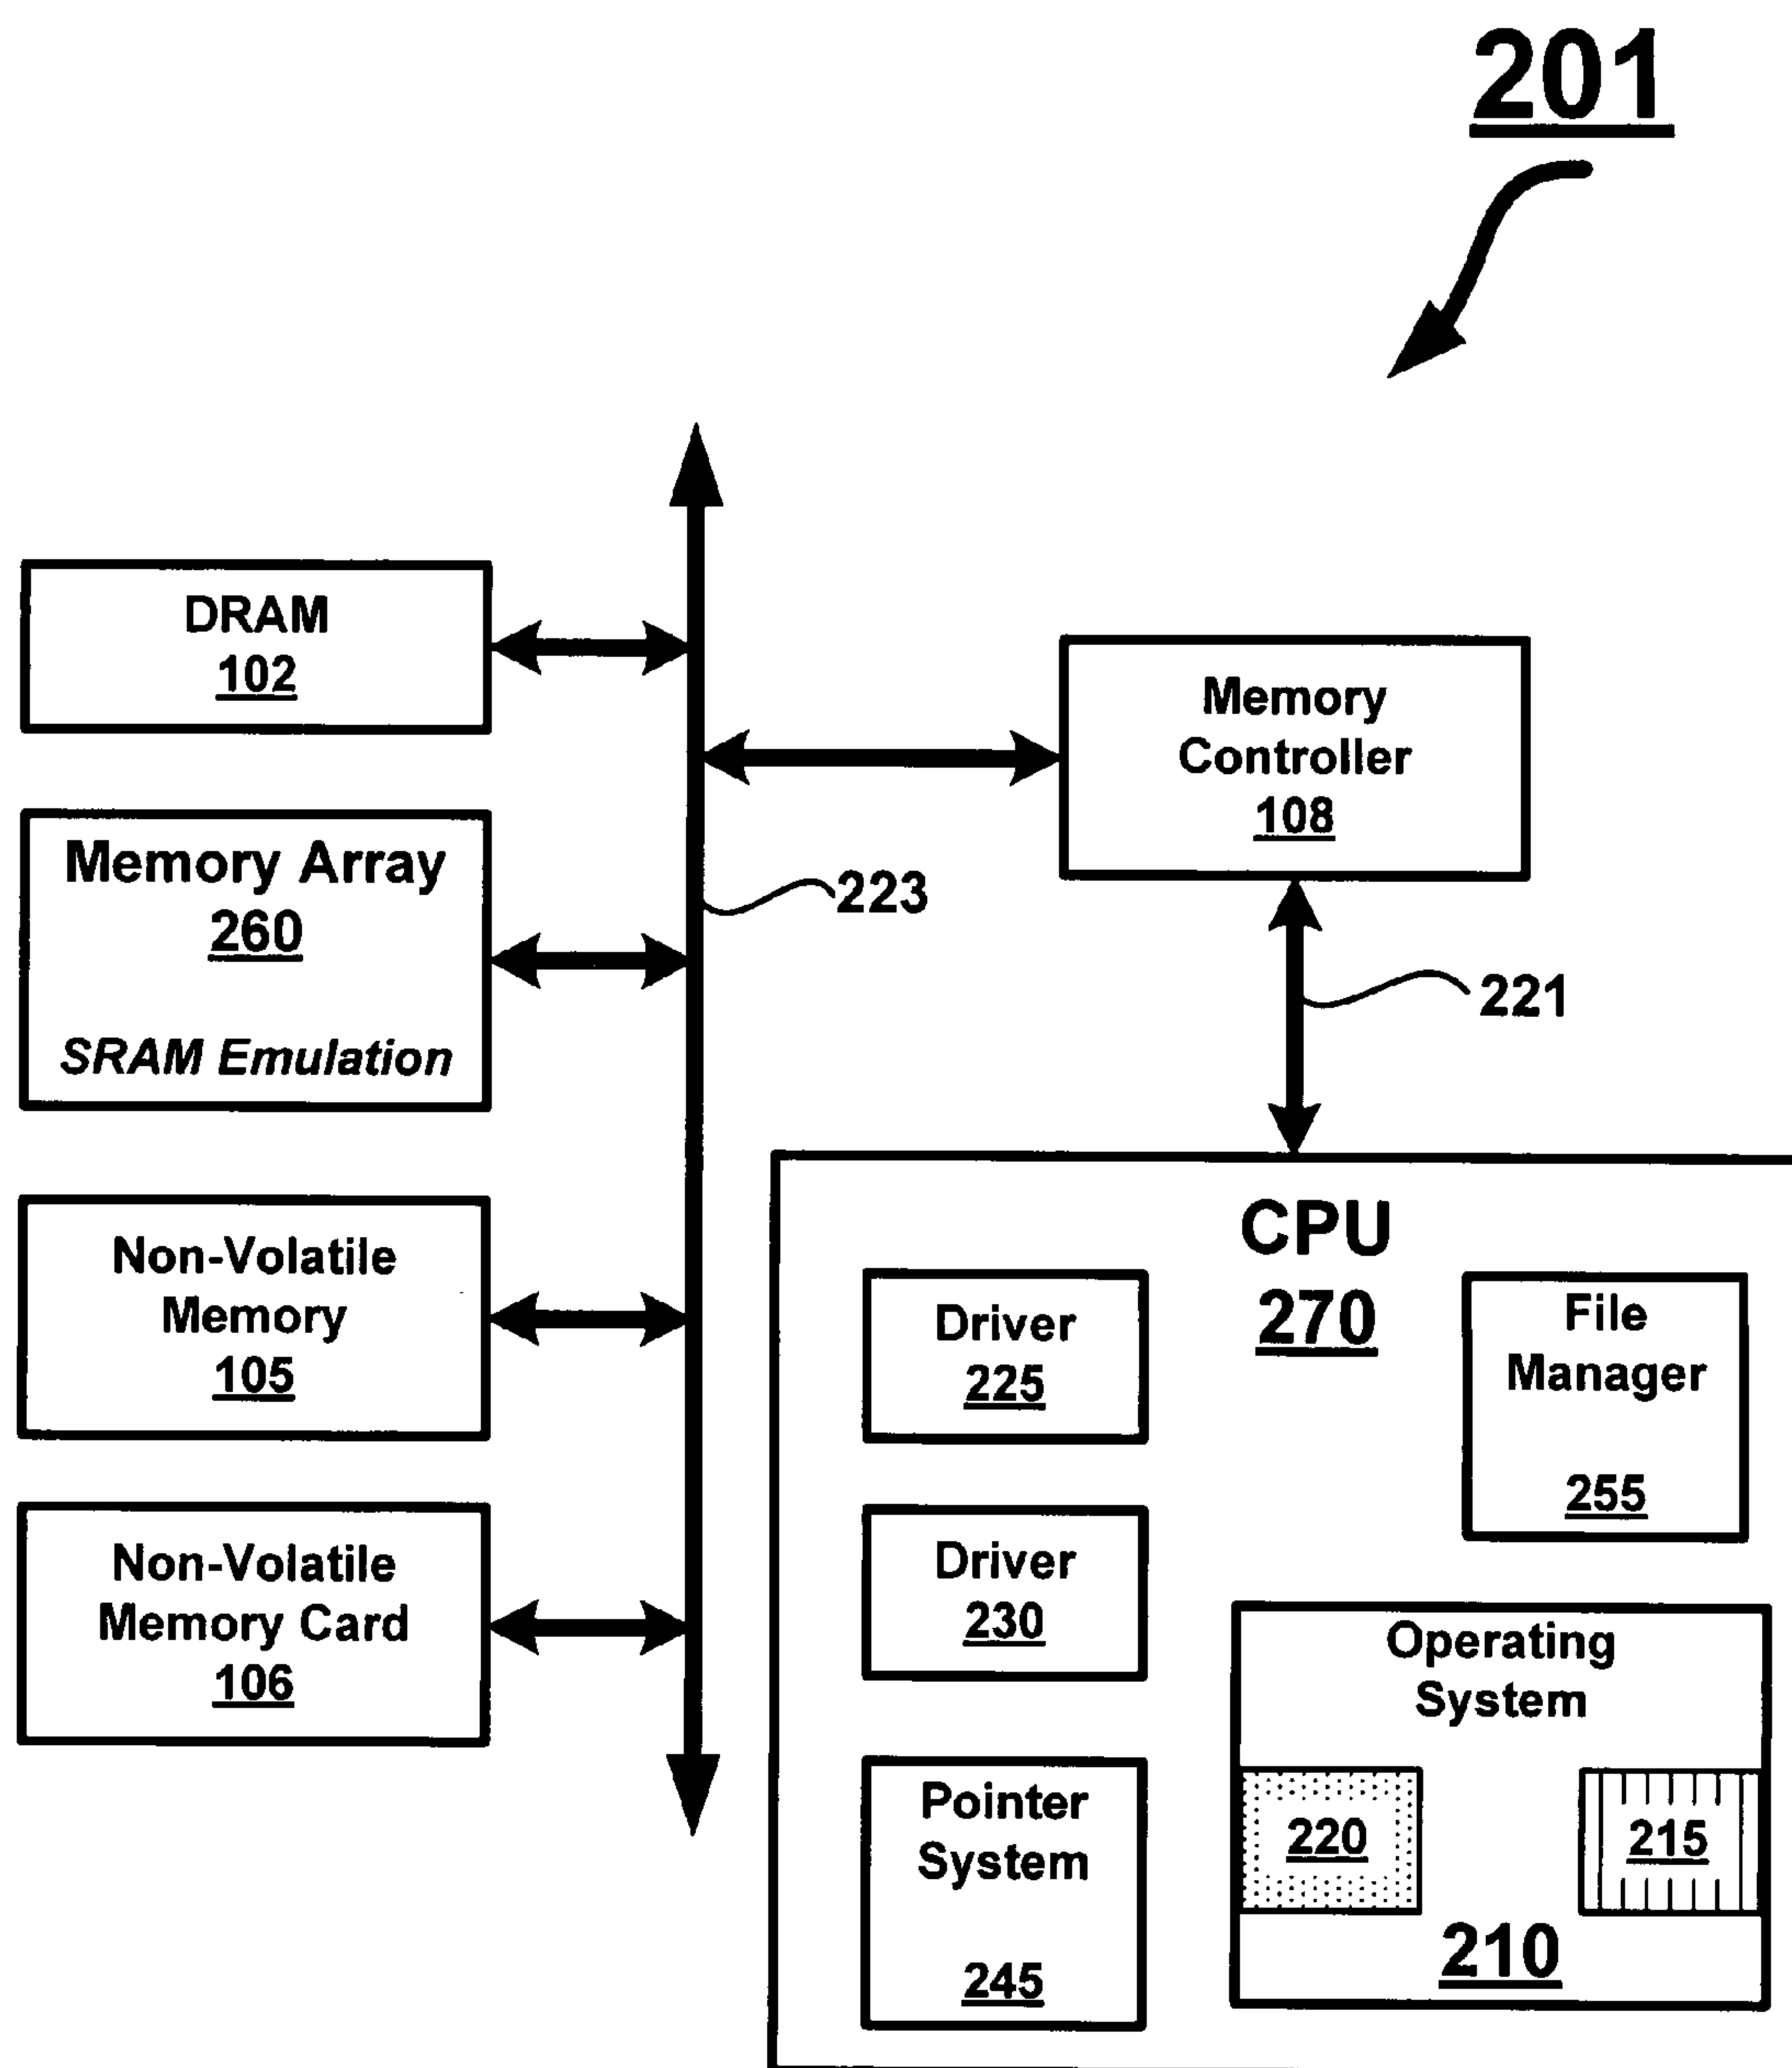 201
DRAM
102
Memory
Controller
108
Memory Array
260
SRAM Emulation
223
221
Non-Volatile
Memory
105
Non-Volatile
Memory Card
106
CPU
270
Driver
225
File
Manager
255
Driver
230
Operating
System
220
215
210
Pointer
System
245